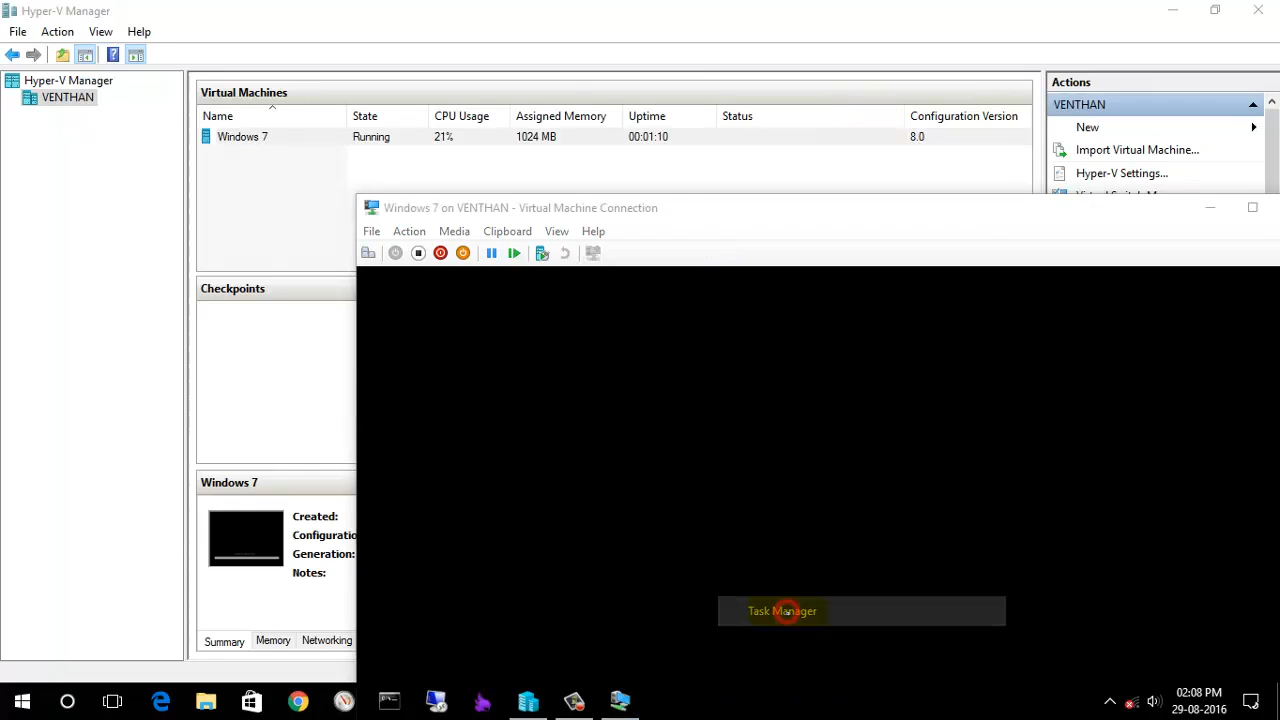 Hyper-V Manager
File Action View Help
Hyper-V Manager
VENTHAN
Virtual Machines
Name State CPU Usage Assigned Memory Uptime Status Configuration Version
Windows 7 Running 21% 1024 MB 00:01:10 8.0
Actions
VENTHAN
New
Import Virtual Machine...
Hyper-V Settings...
Windows 7 on VENTHAN - Virtual Machine Connection
File Action Media Clipboard View Help
Checkpoints
Windows 7
Created:
Configuratio
Generation:
Notes:
Summary Memory Networking
Task Manager
02:08 PM
29-08-2016